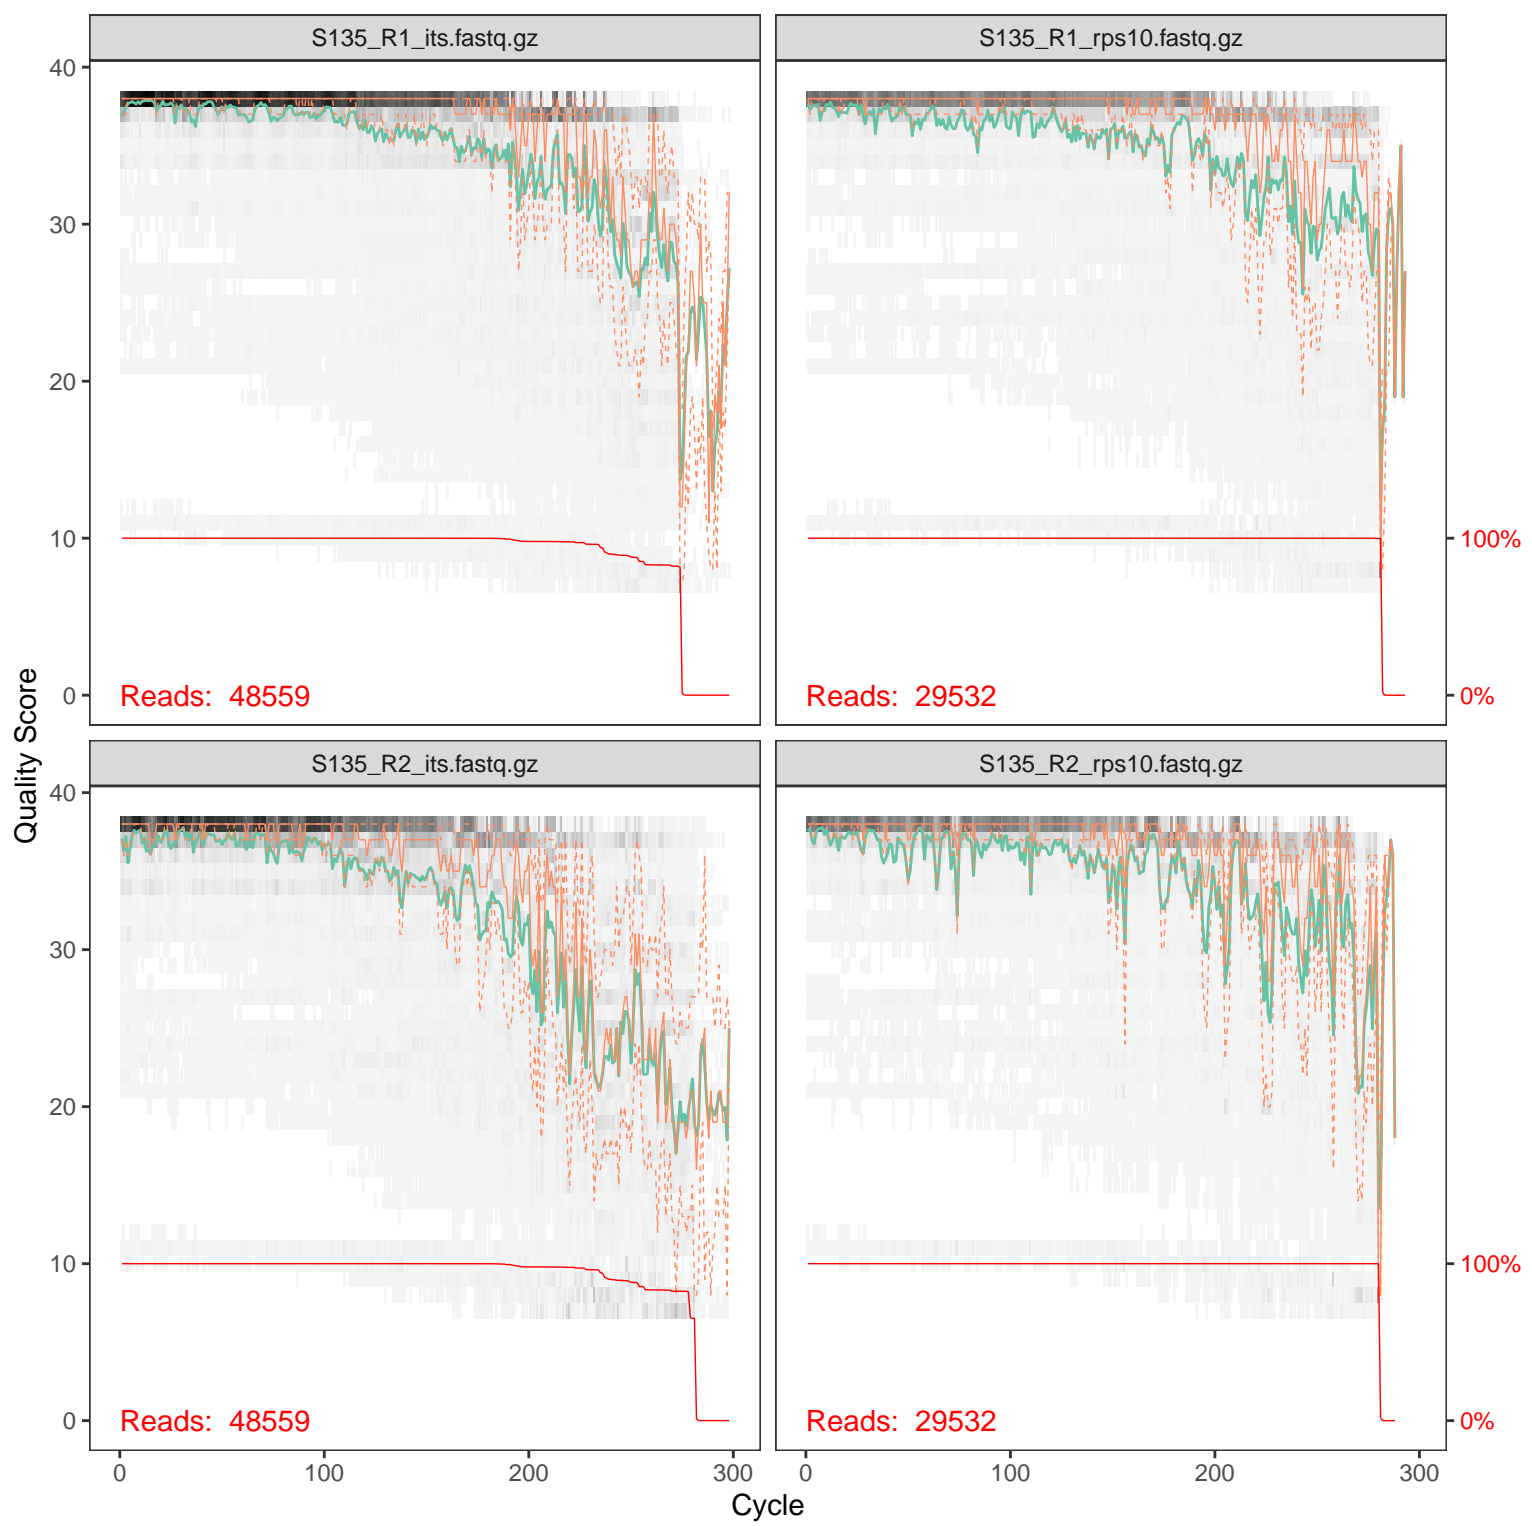 S135_R1_its.fastq.gz
S135_R1_rps10.fastq.gz
40
30
20
10
0
Reads: 48559
Reads: 29532
100%
0%
S135_R2_its.fastq.gz
S135_R2_rps10.fastq.gz
Quality Score
40
30
20
10
0
Reads: 48559
Reads: 29532
100%
0%
0 100 200 300
0 100 200 300
Cycle